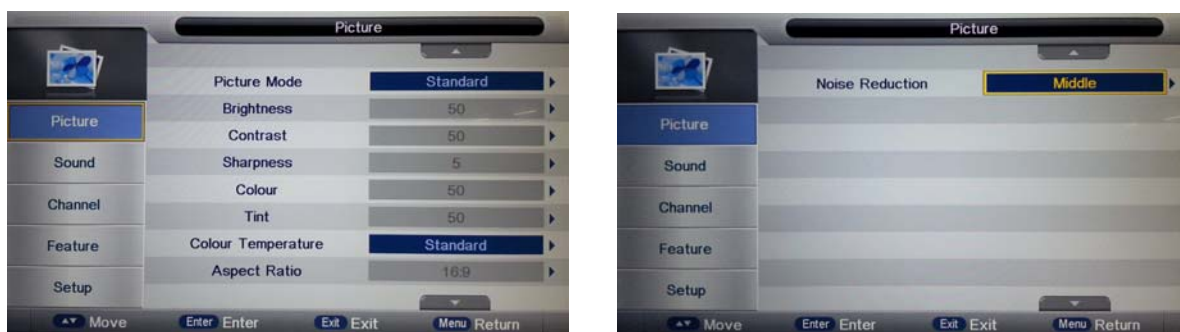 Picture
Picture Mode Standard
Picture
Brightness 50
Contrast 50
Sound
Sharpness 5
Colour 50
Channel
Tint 50
Feature
Colour Temperature Standard
Aspect Ratio 16:9
Setup
Move Enter Enter Exit Exit Menu Return
Picture
Noise Reduction Middle
Picture
Sound
Channel
Feature
Setup
Move Enter Enter Exit Exit Menu Return